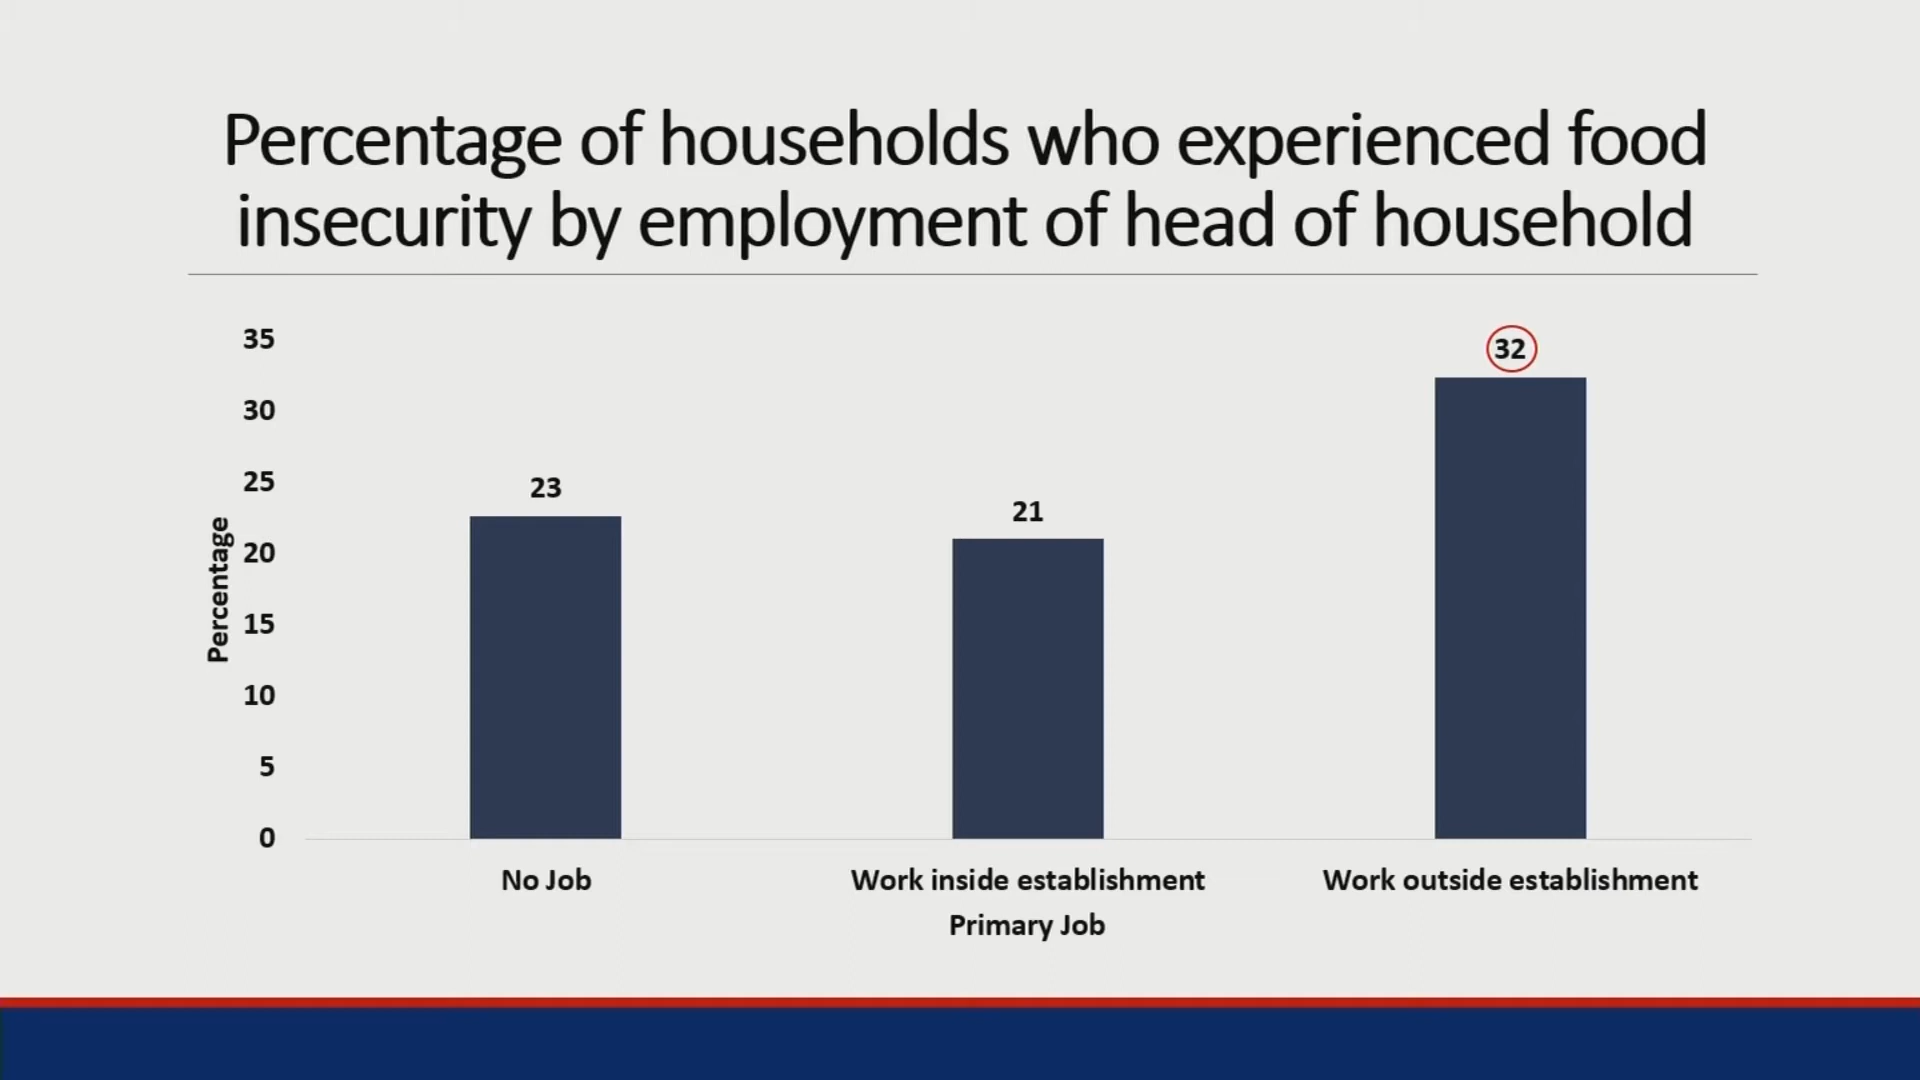 Percentage of households who experienced food
insecurity by employment of head of household
35
30
25
20
15
10
5
0
Percentage
23
21
32
No Job
Work inside establishment
Work outside establishment
Primary Job